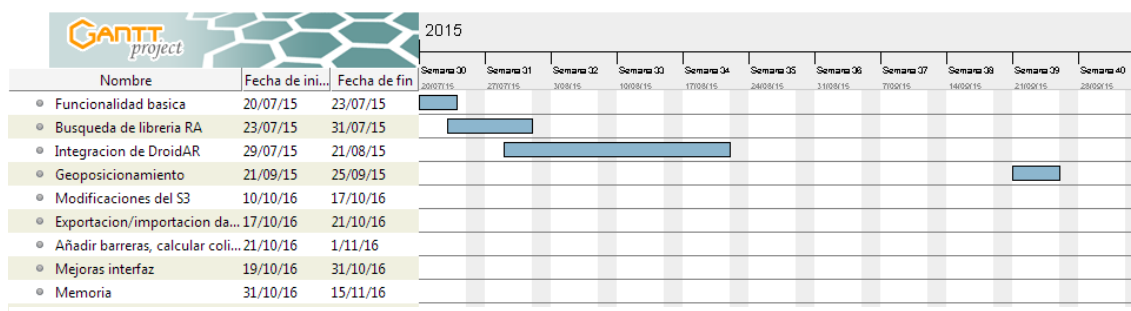 GANTT project
2015
Semana 30 Semana 31 Semana 32 Semana 33 Semana 34 Semana 35 Semana 36 Semana 37 Semana 38 Semana 39 Semana 40
Nombre Fecha de ini... Fecha de fin
20/07/15 27/07/15 3/08/15 10/08/15 17/08/15 24/08/15 31/08/15 7/09/15 14/09/15 21/09/15 28/09/15
Funcionalidad basica 20/07/15 23/07/15
Busqueda de libreria RA 23/07/15 31/07/15
Integracion de DroidAR 29/07/15 21/08/15
Geoposicionamiento 21/09/15 25/09/15
Modificaciones del S3 10/10/16 17/10/16
Exportacion/importacion da... 17/10/16 21/10/16
Añadir barreras, calcular coli... 21/10/16 1/11/16
Mejoras interfaz 19/10/16 31/10/16
Memoria 31/10/16 15/11/16